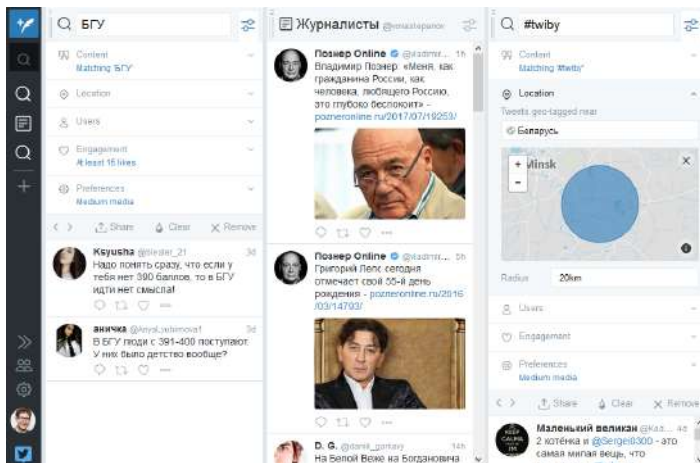 БГУ
Content
Matching 'БГУ'
Location
Users
Engagement
At least 15 likes
Preferences
Medium media
Share
Clear
Remove
Ksyusha
3d
Надо понять сразу, что если у
тебя нет 390 баллов, то в БГУ
идти нет смысла!
аничка
3d
В БГУ люди с 391-400 поступают.
У них было детство вообще?
Журналисты
Познер Online
1h
Владимир Познер: «Меня, как
гражданина России, как
человека, любящего Россию,
это глубоко беспокоит» -
pozneronline.ru/2017/07/19253/
Познер Online
5h
Григорий Лепс сегодня
отмечает свой 55-й день
рождения - pozneronline.ru/2016
/03/14793/
D. G.
14h
На Белой Веже на Богдановича
#twiby
Content
Matching '#twiby'
Location
Tweets geo-tagged near
Беларусь
+
Minsk
-
Radius
20km
Users
Engagement
Preferences
Medium media
Share
Clear
Remove
Маленький великан
4d
KEEP
CALM
2 котёнка и @Sergei0300 - это
самая милая вещь, что